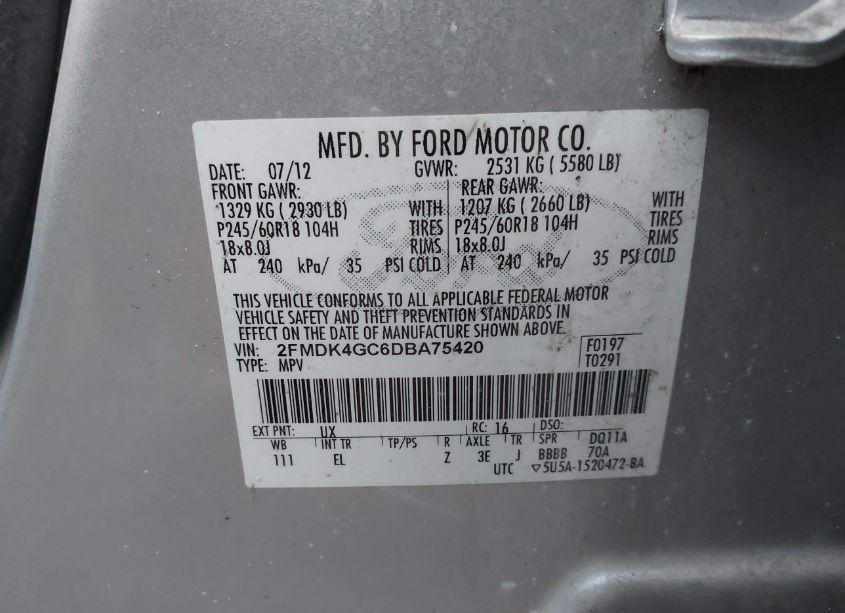 MFD. BY FORD MOTOR CO.
DATE: 07/12 GVWR: 2531 KG ( 5580 LB)
FRONT GAWR: REAR GAWR:
1329 KG ( 2930 LB) WITH 1207 KG ( 2660 LB) WITH
P245/60R18 104H TIRES P245/60R18 104H TIRES
18x8.0J RIMS 18x8.0J RIMS
AT 240 kPa/ 35 PSI COLD AT 240 kPa/ 35 PSI COLD
THIS VEHICLE CONFORMS TO ALL APPLICABLE FEDERAL MOTOR
VEHICLE SAFETY AND THEFT PREVENTION STANDARDS IN
EFFECT ON THE DATE OF MANUFACTURE SHOWN ABOVE.
VIN: 2FMDK4GC6DBA75420 F0197
TYPE: MPV T0291
EXT PNT: UX RC: 16 DSO:
WB INT TR TP/PS R AXLE TR SPR DQ11A
111 EL Z 3E J BBBB 70A
UTC ▽5U5A-1520472-BA